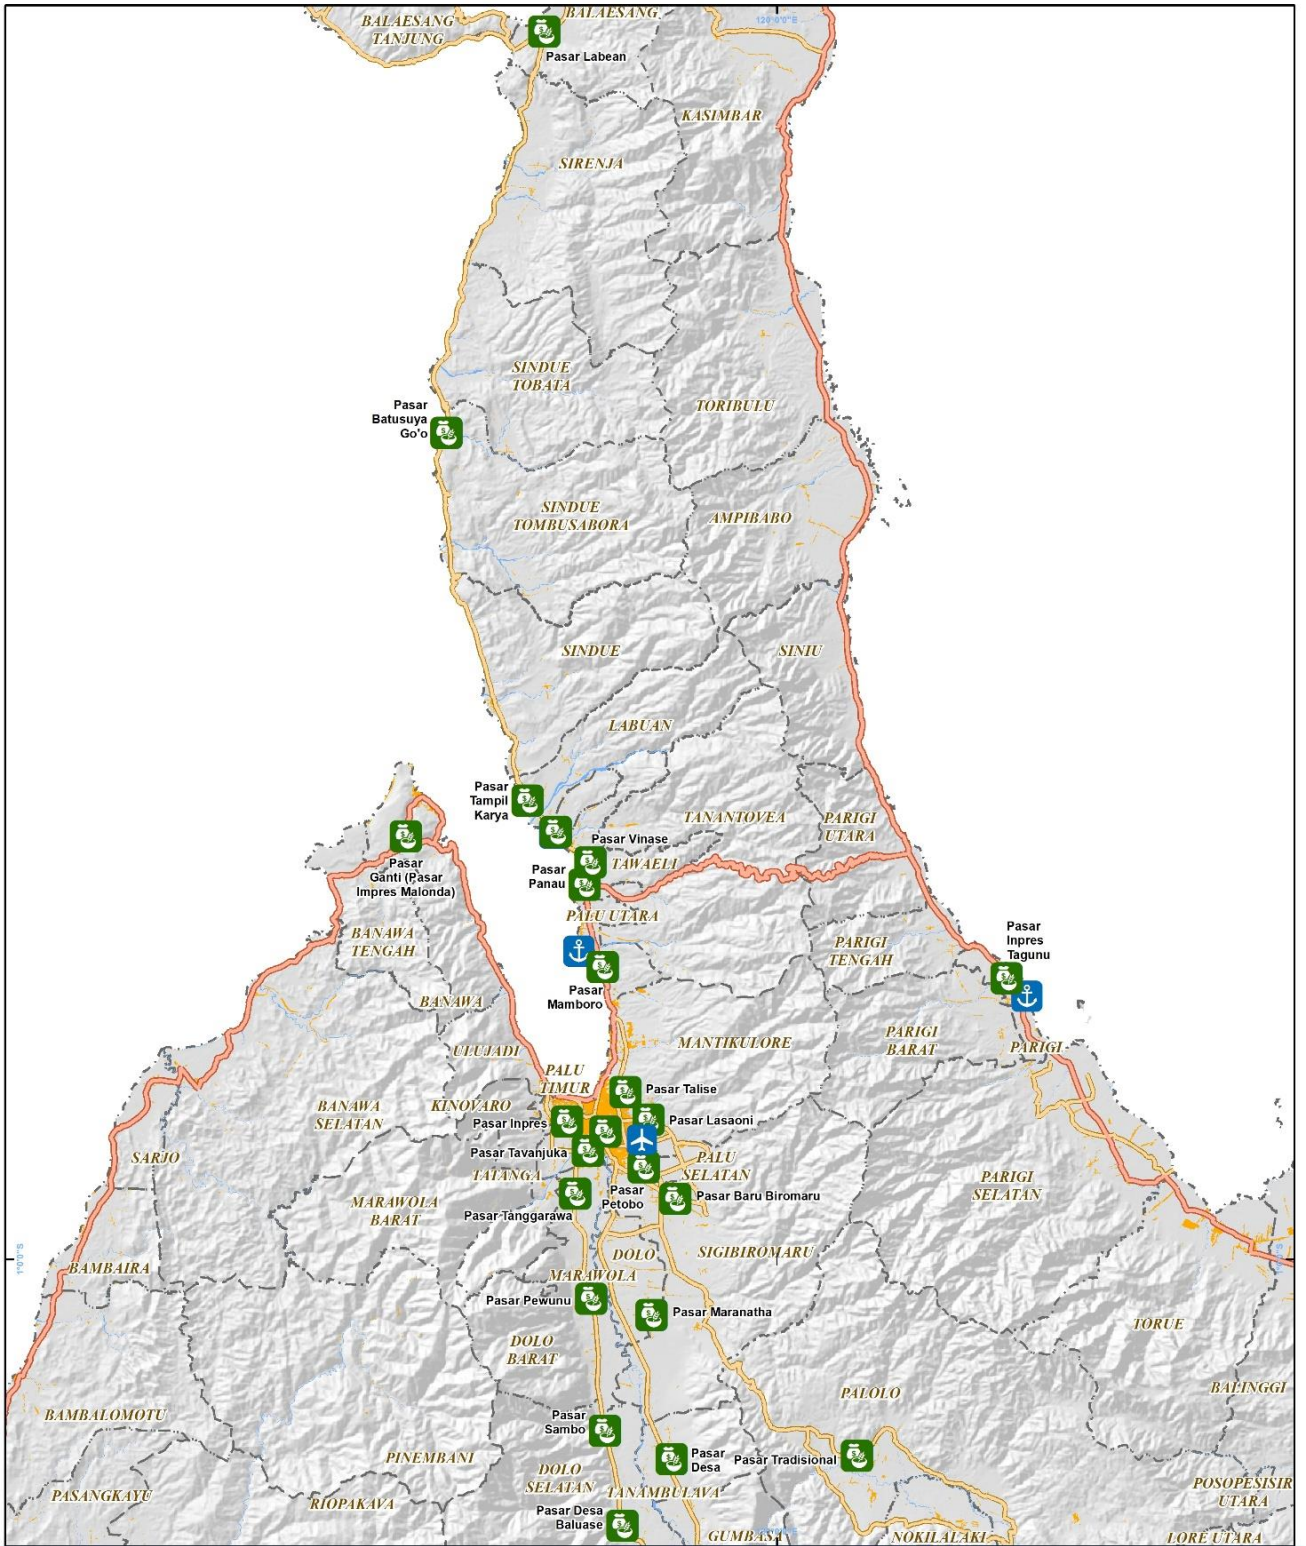 BALAESANG
TANJUNG
BALAESANG
120°0'0"E
Pasar Labean
KASIMBAR
SIRENJA
SINDUE
TOBATA
TORIBULU
Pasar
Batusuya
Go'o
SINDUE
TOMBUSABORA
AMPIBABO
SINDUE
SINIU
LABUAN
Pasar
Tampil
Karya
TANANTOVEA
PARIGI
UTARA
Pasar Vinase
TAWAELI
Pasar
Panau
Pasar
Ganti (Pasar
Impres Malonda)
PALU UTARA
BANAWA
TENGAH
PARIGI
TENGAH
Pasar
Inpres
Tagunu
Pasar
Mamboro
BANAWA
ULUJADI
MANTIKULORE
PARIGI
BARAT
PARIGI
PALU
TIMUR
Pasar Talise
BANAWA
SELATAN
KINOVARO
Pasar Inpres
Pasar Lasaoni
SARJO
Pasar Tavanjuka
TATANGA
PALU
SELATAN
PARIGI
SELATAN
MARAWOLA
BARAT
Pasar
Petobo
Pasar Baru Biromaru
Pasar Tanggarawa
1°0'0"S
BAMBAIRA
DOLO
SIGIBIROMARU
MARAWOLA
Pasar Pewunu
Pasar Maranatha
DOLO
BARAT
TORUE
PALOLO
BALINGGI
BAMBALOMOTU
Pasar
Sambo
PINEMBANI
Pasar
Desa
Pasar Tradisional
DOLO
SELATAN
TANAMBULAVA
PASANGKAYU
RIOPAKAVA
POSOPESISIR
UTARA
Pasar Desa
Baluase
GUMBASA
NOKILALAKI
LORE UTARA